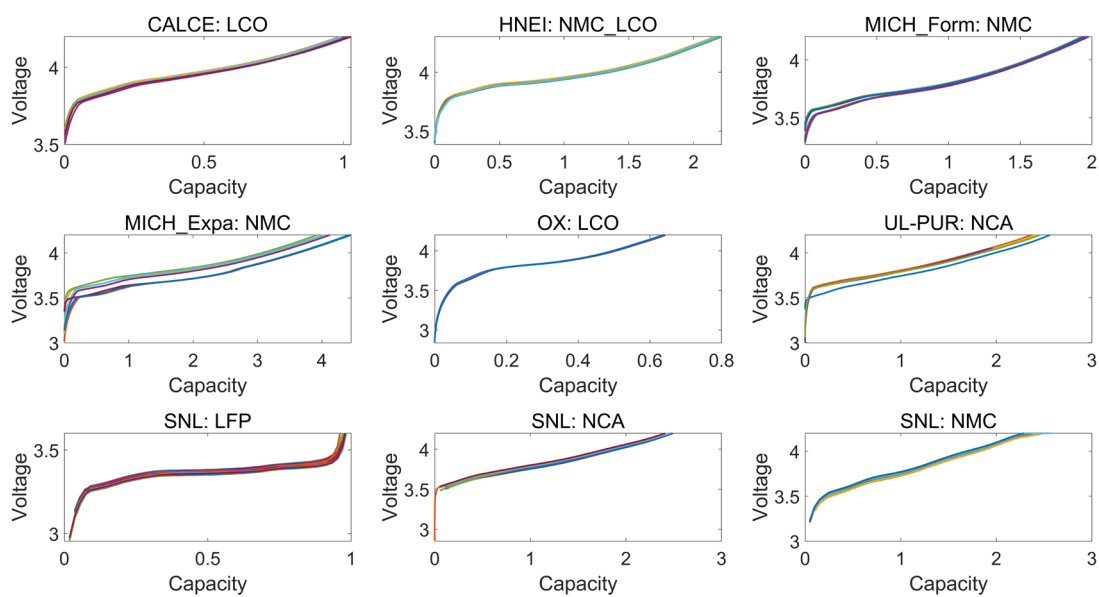 CALCE: LCO
Voltage
4
3.5
0
0.5
1
Capacity
HNEI: NMC_LCO
Voltage
4
3.5
0
0.5
1
1.5
2
Capacity
MICH_Form: NMC
Voltage
4
3.5
0
0.5
1
1.5
2
Capacity
MICH_Expa: NMC
Voltage
4
3.5
3
0
1
2
3
4
Capacity
OX: LCO
Voltage
4
3
0
0.2
0.4
0.6
0.8
Capacity
UL-PUR: NCA
Voltage
4
3.5
3
0
1
2
3
Capacity
SNL: LFP
Voltage
3.5
3
0
0.5
1
Capacity
SNL: NCA
Voltage
4
3.5
3
0
1
2
3
Capacity
SNL: NMC
Voltage
4
3.5
3
0
1
2
3
Capacity